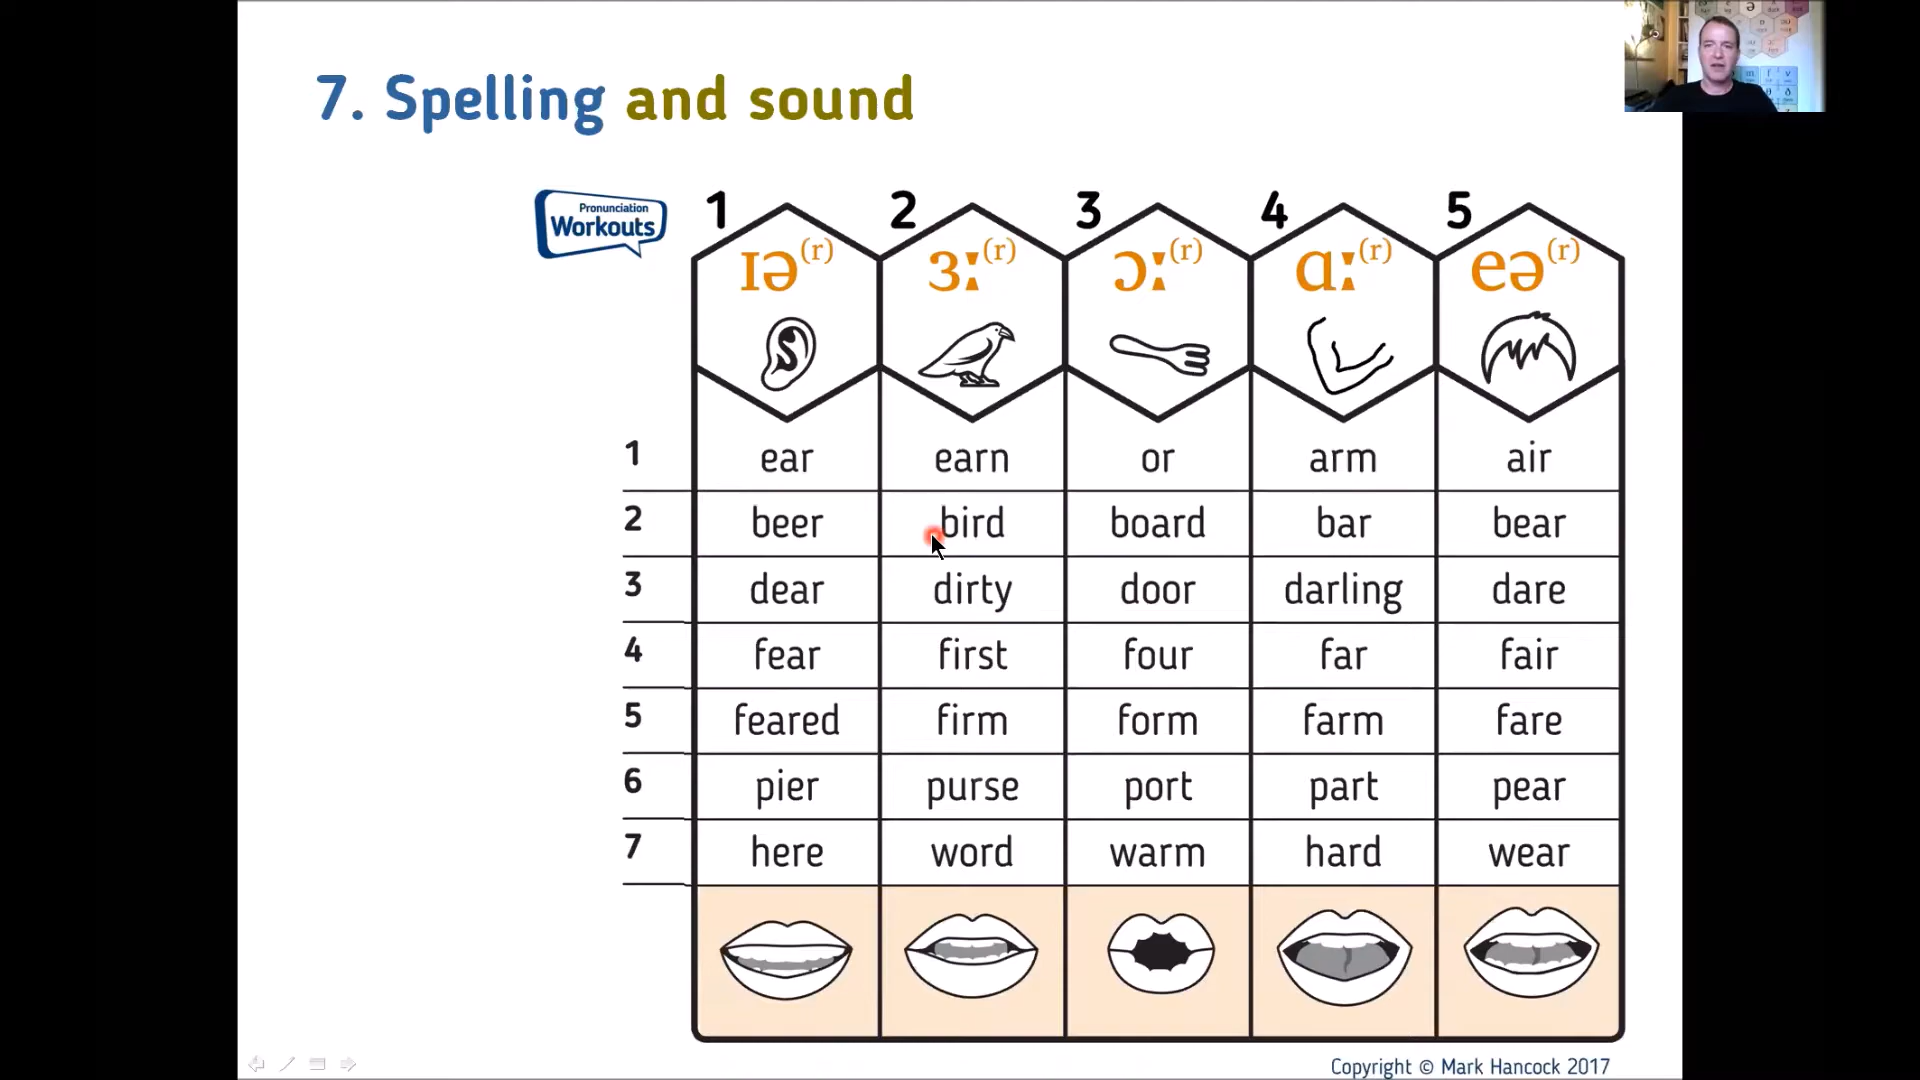 7. Spelling and sound
Pronunciation
Workouts
1 2 3 4 5
ɪə(r) ɜː(r) ɔː(r) ɑː(r) eə(r)
1 ear earn or arm air
2 beer bird board bar bear
3 dear dirty door darling dare
4 fear first four far fair
5 feared firm form farm fare
6 pier purse port part pear
7 here word warm hard wear
Copyright © Mark Hancock 2017